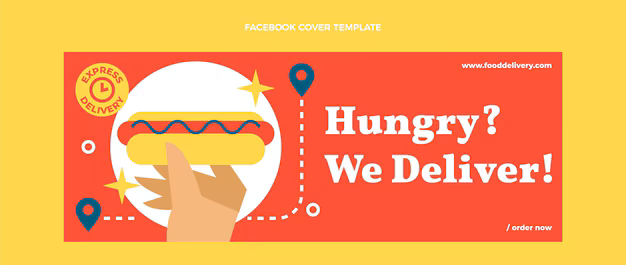 FACEBOOK COVER TEMPLATE
EXPRESS
DELIVERY
www.fooddelivery.com
Hungry?
We Deliver!
/ order now